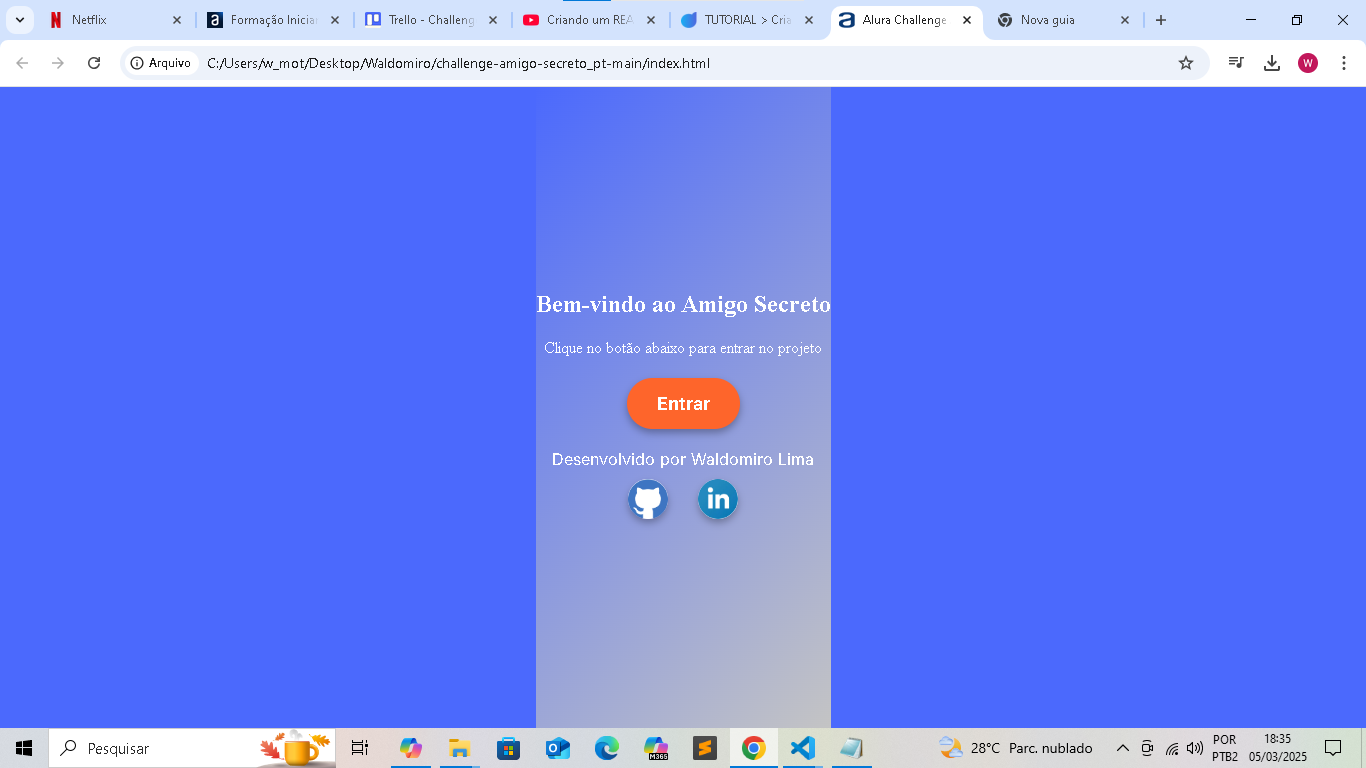 Netflix
Formação Inician
Trello - Challeng
Criando um REA
TUTORIAL > Cria
Alura Challenge
Nova guia
Arquivo
C:/Users/w_mot/Desktop/Waldomiro/challenge-amigo-secreto_pt-main/index.html
W
Bem-vindo ao Amigo Secreto
Clique no botão abaixo para entrar no projeto
Entrar
Desenvolvido por Waldomiro Lima
in
Pesquisar
M365
28°C Parc. nublado
POR
PTB2
18:35
05/03/2025